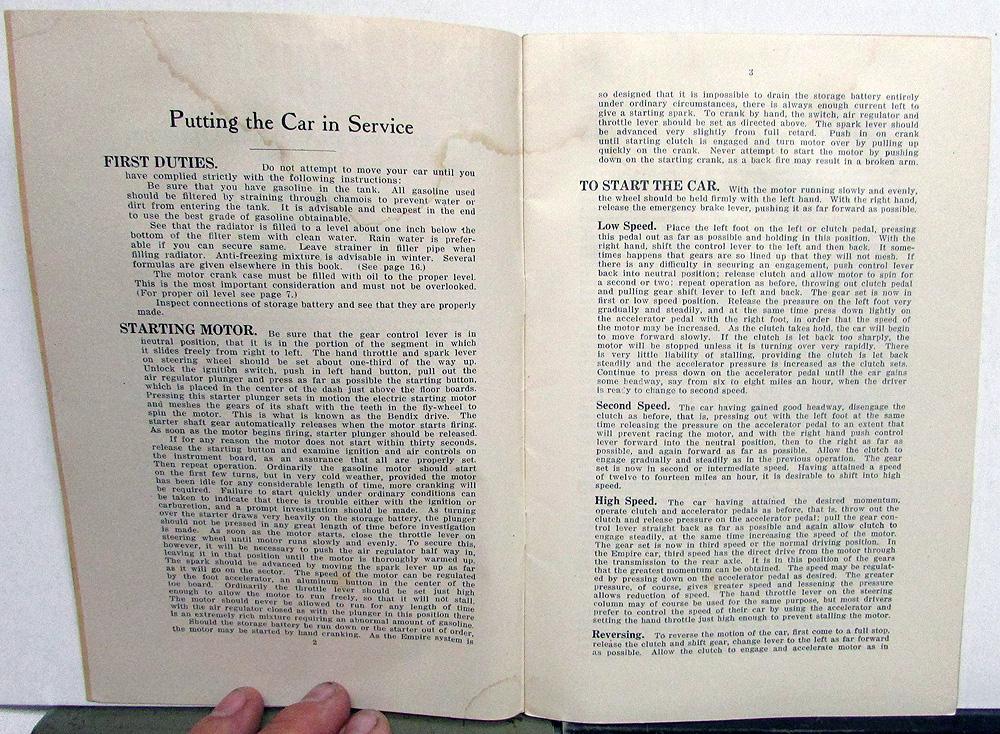 Putting the Car in Service
FIRST DUTIES. Do not attempt to move your car until you
have complied strictly with the following instructions:
Be sure that you have gasoline in the tank. All gasoline used
should be filtered by straining through chamois to prevent water or
dirt from entering the tank. It is advisable and cheapest in the end
to use the best grade of gasoline obtainable.
See that the radiator is filled to a level about one inch below the
bottom of the filter stem with clean water. Rain water is prefer-
able if you can secure same. Leave strainer in filler pipe when
filling radiator. Anti-freezing mixture is advisable in winter. Several
formulas are given elsewhere in this book. (See page 16.)
The motor crank case must be filled with oil to the proper level.
This is the most important consideration and must not be overlooked.
(For proper oil level see page 7.)
Inspect connections of storage battery and see that they are properly
made.
STARTING MOTOR. Be sure that the gear control lever is in
neutral position, that it is in the portion of the segment in which
it slides freely from right to left. The hand throttle and spark lever
on steering wheel should be set about one-third of the way up.
Unlock the ignition switch, push in left hand button, pull out the
air regulator plunger and press as far as possible the starting button,
which is placed in the center of the dash just above the floor boards.
Pressing this starter plunger sets in motion the electric starting motor
and meshes the gears of its shaft with the teeth in the fly-wheel to
spin the motor. This is what is known as the Bendix drive. The
starter shaft gear automatically releases when the motor starts firing.
As soon as the motor begins firing, starter plunger should be released.
If for any reason the motor does not start within thirty seconds,
release the starting button and examine ignition and air controls on
the instrument board, as an assurance that all are properly set.
Then repeat operation. Ordinarily the gasoline motor should start
on the first few turns, but in very cold weather, provided the motor
has been idle for any considerable length of time, more cranking will
be required. Failure to start quickly under ordinary conditions can
be taken to indicate that there is trouble either with the ignition or
carburetion, and a prompt investigation should be made. As turning
over the starter draws very heavily on the storage battery, the plunger
should not be pressed in any great length of time before investigation
is made. As soon as the motor starts, close the throttle lever on
steering wheel until motor runs slowly and evenly. To secure this,
however, it will be necessary to push the air regulator half way in,
leaving it in that position until the motor is thoroughly warmed up.
The spark should be advanced by moving the spark lever up as far
as it will go on the sector. The speed of the motor can be regulated
by the foot accelerator, an aluminum button in the center of the
toe board. Ordinarily the throttle lever should be set just high
enough to allow the motor to run freely, so that it will not stall.
The motor should never be allowed to run for any length of time
with the air regulator closed as with the plunger in this position there
is an extremely rich mixture requiring an abnormal amount of gasoline.
Should the storage battery be run down or the starter out of order,
the motor may be started by hand cranking. As the Empire system is
2
3
so designed that it is impossible to drain the storage battery entirely
under ordinary circumstances, there is always enough current left to
give a starting spark. To crank by hand, the switch, air regulator and
throttle lever should be set as directed above. The spark lever should
be advanced very slightly from full retard. Push in on crank
until starting clutch is engaged and turn motor over by pulling up
quickly on the crank. Never attempt to start the motor by pushing
down on the starting crank, as a back fire may result in a broken arm.
TO START THE CAR. With the motor running slowly and evenly,
the wheel should be held firmly with the left hand. With the right hand,
release the emergency brake lever, pushing it as far forward as possible.
Low Speed. Place the left foot on the left or clutch pedal, pressing
this pedal out as far as possible and holding in this position. With the
right hand, shift the control lever to the left and then back. It some-
times happens that gears are so lined up that they will not mesh. If
there is any difficulty in securing an engagement, push control lever
back into neutral position; release clutch and allow motor to spin for
a second or two: repeat operation as before, throwing out clutch pedal
and pulling gear shift lever to left and back. The gear set is now in
first or low speed position. Release the pressure on the left foot very
gradually and steadily, and at the same time press down lightly on
the accelerator pedal with the right foot, in order that the speed of
the motor may be increased. As the clutch takes hold, the car will begin
to move forward slowly. If the clutch is let back too sharply, the
motor will be stopped unless it is turning over very rapidly. There
is very little liability of stalling, providing the clutch is let back
steadily and the accelerator pressure is increased as the clutch sets.
Continue to press down on the accelerator pedal until the car gains
some headway, say from six to eight miles an hour, when the driver
is ready to change to second speed.
Second Speed. The car having gained good headway, disengage the
clutch as before, that is, pressing out with the left foot at the same
time releasing the pressure on the accelerator pedal to an extent that
will prevent racing the motor, and with the right hand push control
lever forward into the neutral position, then to the right as far as
possible, and again forward as far as possible. Allow the clutch to
engage gradually and steadily as in the previous operation. The gear
set is now in second or intermediate speed. Having attained a speed
of twelve to fourteen miles an hour, it is desirable to shift into high
speed.
High Speed. The car having attained the desired momentum,
operate clutch and accelerator pedals as before, that is, throw out the
clutch and release pressure on accelerator pedal; pull the gear con-
trol lever straight back as far as possible and again allow clutch to
engage steadily, at the same time increasing the speed of the motor.
The gear set is now in third speed or the normal driving position. In
the Empire car, third speed has the direct drive from the motor through
the transmission to the rear axle. It is in this position of the gears
that the greatest momentum can be obtained. The speed may be regulat-
ed by pressing down on the accelerator pedal as desired. The greater
pressure, of course, gives greater speed and lessening the pressure
allows reduction of speed. The hand throttle lever on the steering
column may of course be used for the same purpose, but most drivers
prefer to control the speed of their car by using the accelerator and
setting the hand throttle just high enough to prevent stalling the motor.
Reversing. To reverse the motion of the car, first come to a full stop,
release the clutch and shift gear, change lever to the left as far forward
as possible. Allow the clutch to engage and accelerate motor as in